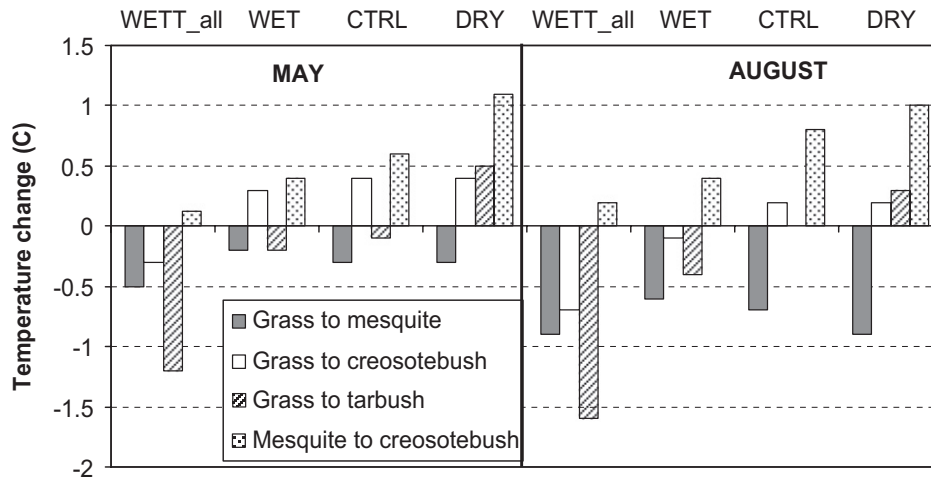 WETT_all WET CTRL DRY WETT_all WET CTRL DRY
1.5
MAY AUGUST
1
0.5
0
-0.5
-1
-1.5
-2
Temperature change (C)
Grass to mesquite
Grass to creosotebush
Grass to tarbush
Mesquite to creosotebush